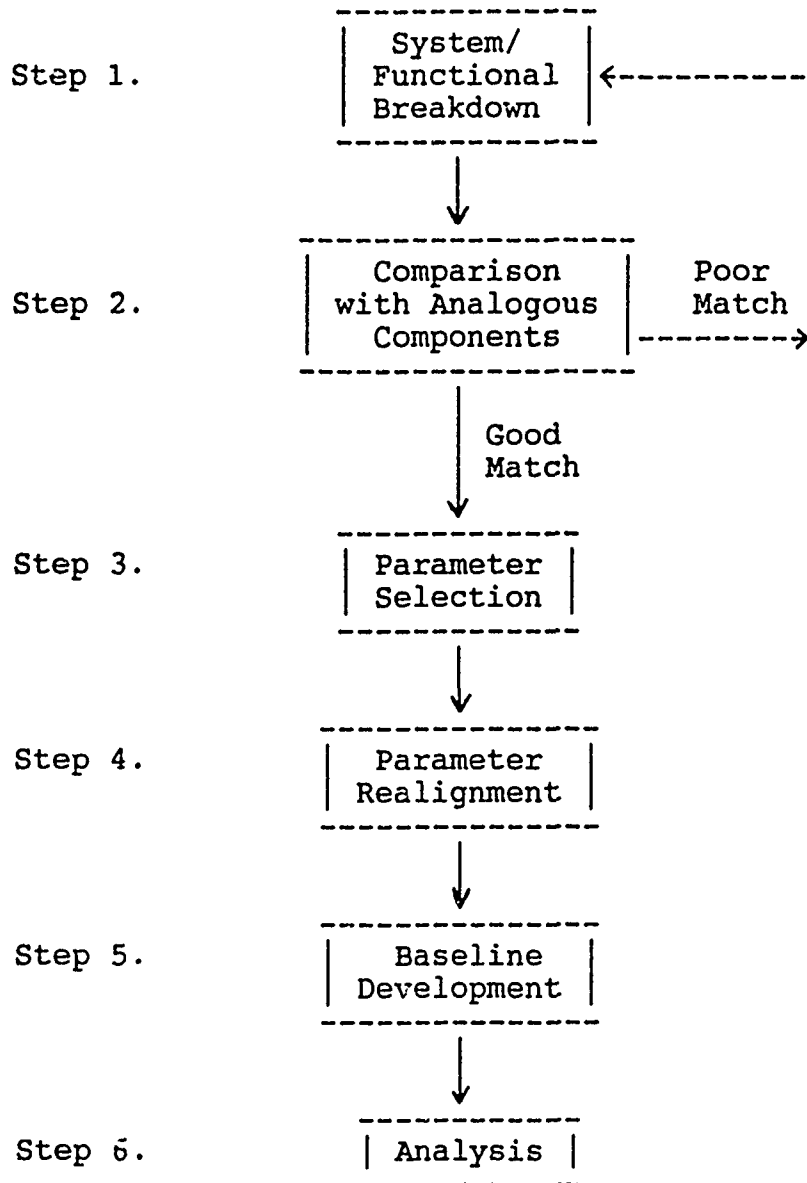 System/
Step 1. Functional
Breakdown
Comparison Poor
Step 2. with Analogous Match
Components
Good
Match
Step 3. Parameter
Selection
Step 4. Parameter
Realignment
Step 5. Baseline
Development
Step 6. Analysis